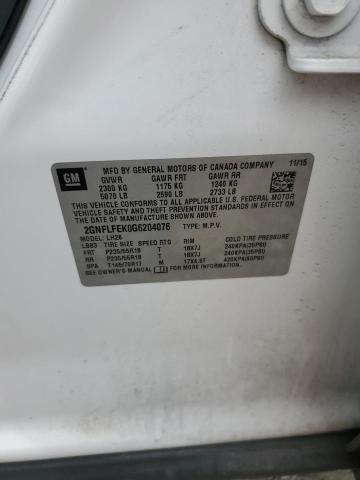 MFD BY GENERAL MOTORS OF CANADA COMPANY 11/15
GM
GVWR GAWR FRT GAWR RR
2300 KG 1175 KG 1240 KG
5070 LB 2590 LB 2733 LB
THIS VEHICLE CONFORMS TO ALL APPLICABLE U.S. FEDERAL MOTOR
VEHICLE SAFETY, BUMPER, AND THEFT PREVENTION STANDARDS IN EFFECT
ON THE DATE OF MANUFACTURE SHOWN ABOVE.
2GNFLFEK0G6204076 TYPE: M.P.V.
MODEL: LH26
LSB3 TIRE SIZE SPEED RTG RIM COLD TIRE PRESSURE
FRT P235/55R18 T 18X7J 240KPA(35PSI)
RR P235/55R18 T 18X7J 240KPA(35PSI)
SPA T145/70R17 M 17X4.5T 420KPA(60PSI)
SEE OWNER'S MANUAL FOR ADDITIONAL INFORMATION.